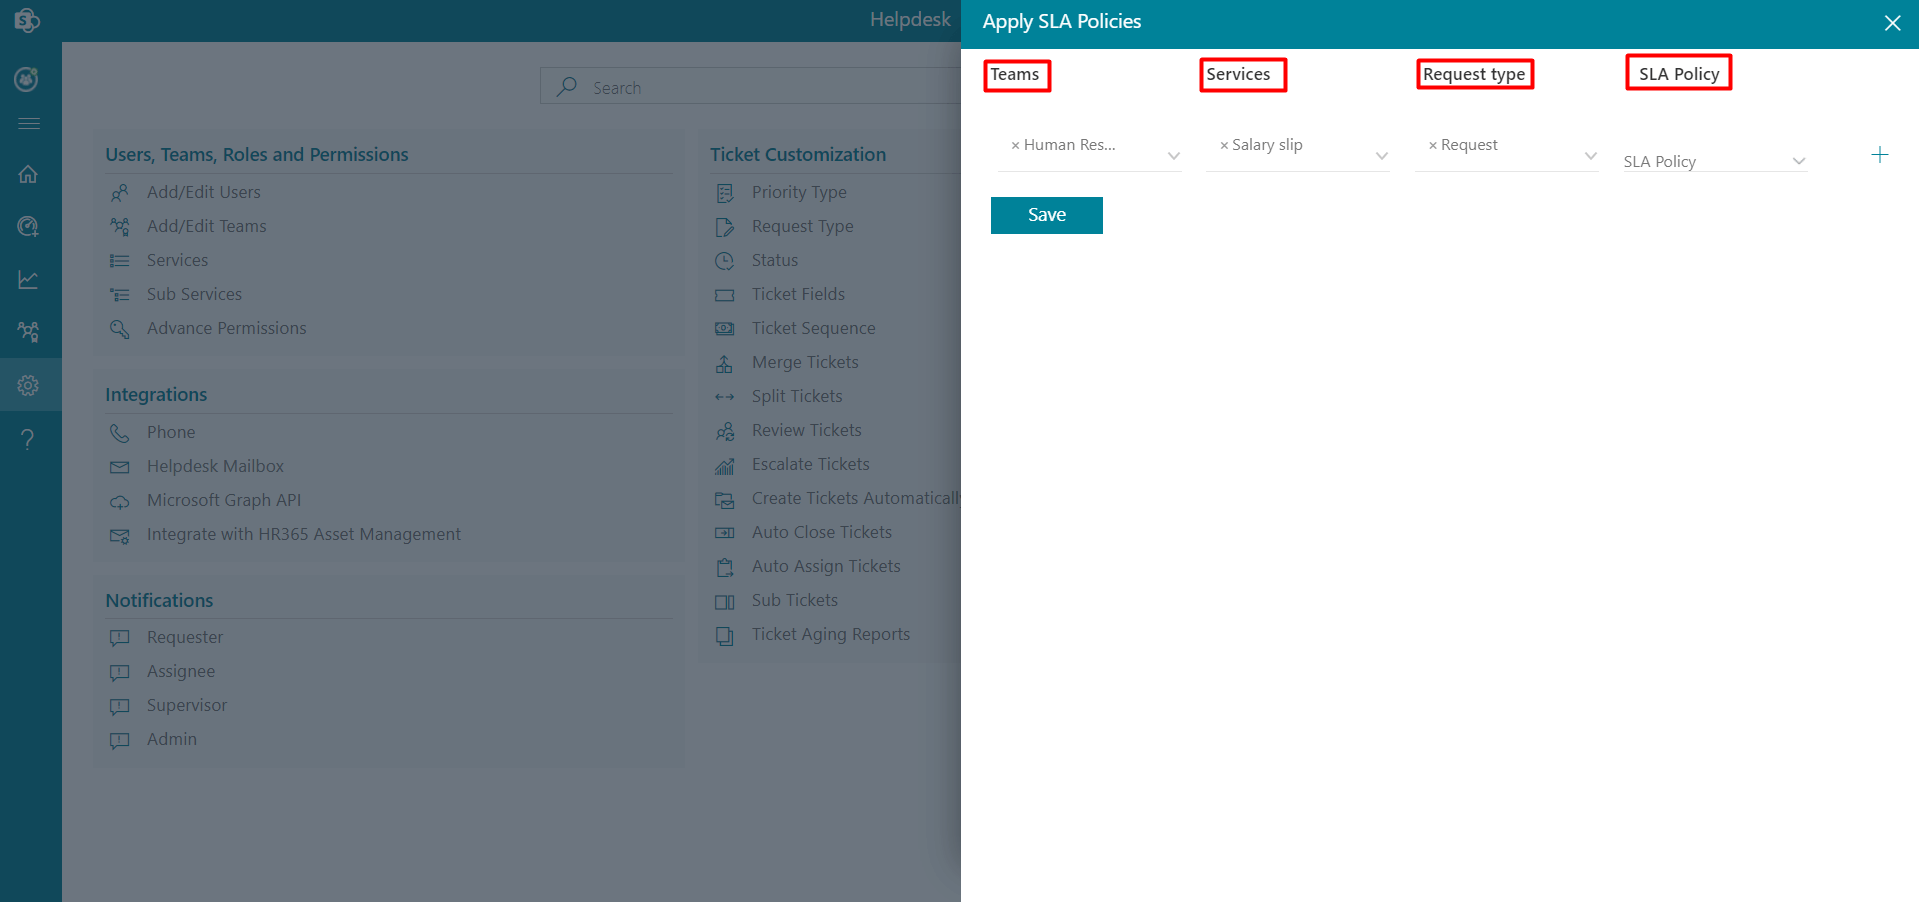 Helpdesk
Search
Users, Teams, Roles and Permissions
Add/Edit Users
Add/Edit Teams
Services
Sub Services
Advance Permissions
Integrations
Phone
Helpdesk Mailbox
Microsoft Graph API
Integrate with HR365 Asset Management
Notifications
Requester
Assignee
Supervisor
Admin
Ticket Customization
Priority Type
Request Type
Status
Ticket Fields
Ticket Sequence
Merge Tickets
Split Tickets
Review Tickets
Escalate Tickets
Create Tickets Automatically
Auto Close Tickets
Auto Assign Tickets
Sub Tickets
Ticket Aging Reports
Apply SLA Policies
Teams Services Request type SLA Policy
× Human Res... × Salary slip × Request SLA Policy
Save